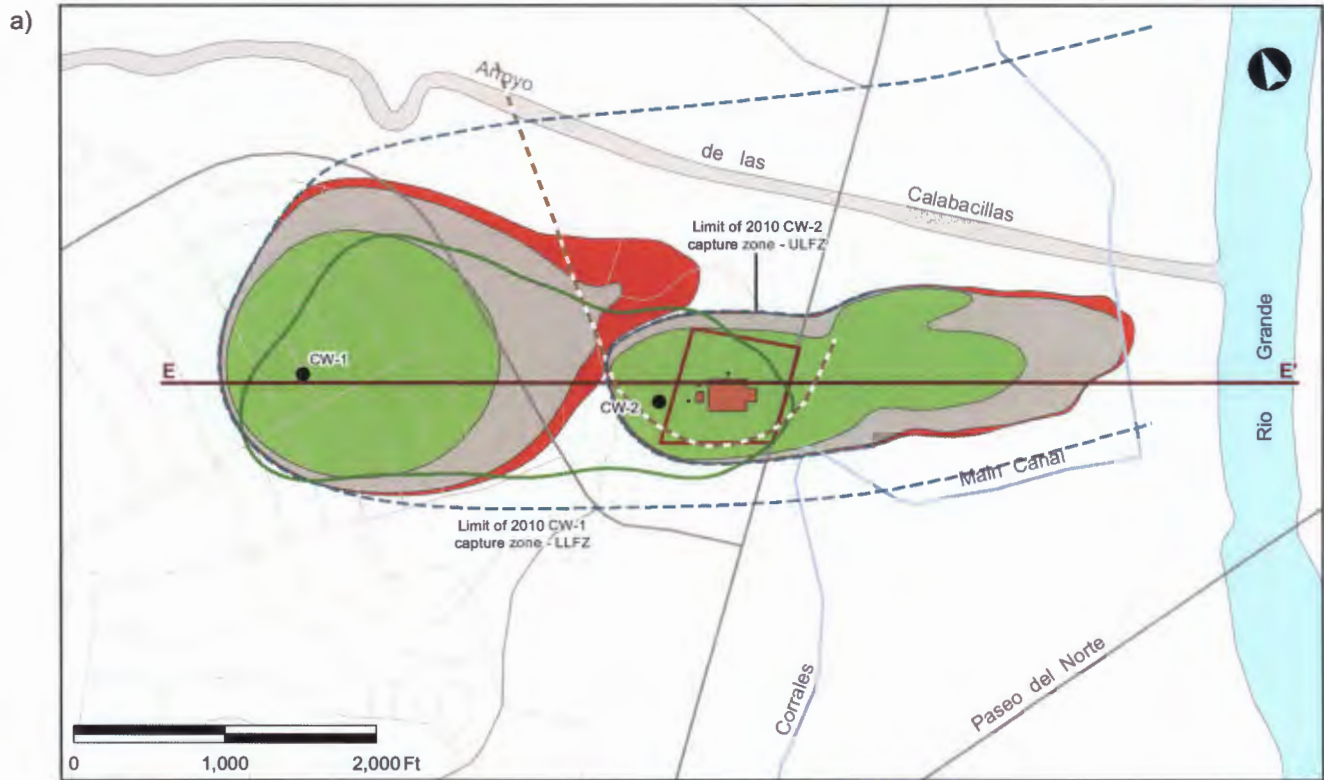 a)
Arroyo
de las
Calabacillas
Limit of 2010 CW-2
capture zone - ULFZ
CW-1
E
E'
CW-2
Rio Grande
Main Canal
Limit of 2010 CW-1
capture zone - LLFZ
Corrales
Paseo del Norte
0 1,000 2,000 Ft